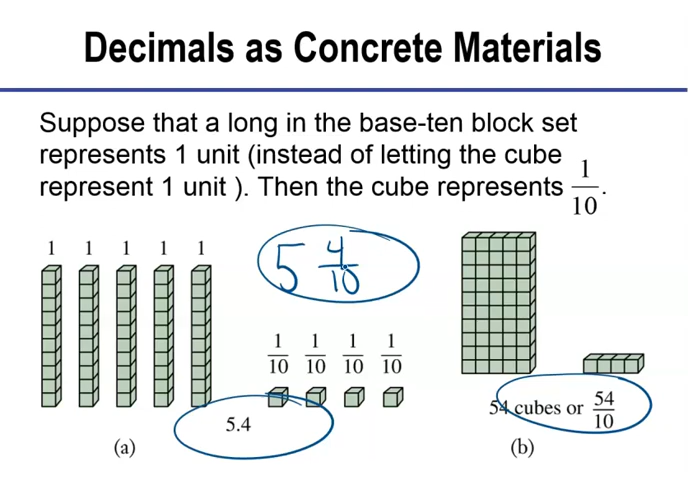 Decimals as Concrete Materials
Suppose that a long in the base-ten block set
represents 1 unit (instead of letting the cube
represent 1 unit ). Then the cube represents 1/10.
1 1 1 1 1
5 4/10
1/10 1/10 1/10 1/10
5.4
54 cubes or 54/10
(a)
(b)